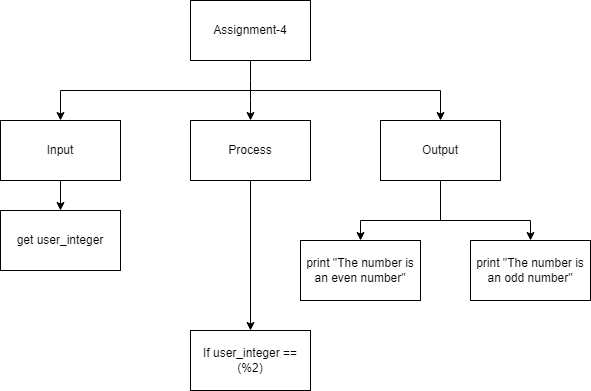 Assignment-4
Input
Process
Output
get user_integer
print "The number is
an even number"
print "The number is
an odd number"
If user_integer ==
(%2)